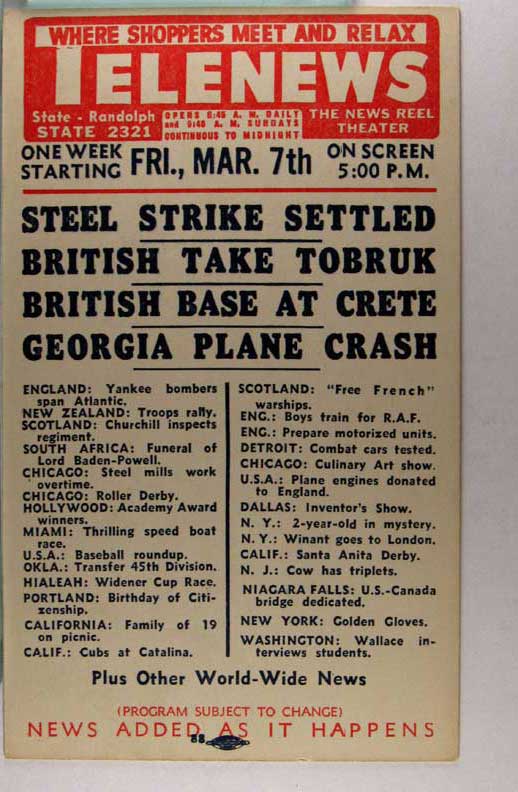 WHERE SHOPPERS MEET AND RELAX
TELENEWS
State - Randolph
STATE 2321
OPENS 8:45 A. M. DAILY
and 9:45 A. M. SUNDAYS
CONTINUOUS TO MIDNIGHT
THE NEWS REEL
THEATER
ONE WEEK
STARTING
FRI., MAR. 7th
ON SCREEN
5:00 P.M.
STEEL STRIKE SETTLED
BRITISH TAKE TOBRUK
BRITISH BASE AT CRETE
GEORGIA PLANE CRASH
ENGLAND: Yankee bombers
span Atlantic.
NEW ZEALAND: Troops rally.
SCOTLAND: Churchill inspects
regiment.
SOUTH AFRICA: Funeral of
Lord Baden-Powell.
CHICAGO: Steel mills work
overtime.
CHICAGO: Roller Derby.
HOLLYWOOD: Academy Award
winners.
MIAMI: Thrilling speed boat
race.
U.S.A.: Baseball roundup.
OKLA.: Transfer 45th Division.
HIALEAH: Widener Cup Race.
PORTLAND: Birthday of Citi-
zenship.
CALIFORNIA: Family of 19
on picnic.
CALIF.: Cubs at Catalina.
SCOTLAND: "Free French"
warships.
ENG.: Boys train for R.A.F.
ENG.: Prepare motorized units.
DETROIT: Combat cars tested.
CHICAGO: Culinary Art show.
U.S.A.: Plane engines donated
to England.
DALLAS: Inventor's Show.
N. Y.: 2-year-old in mystery.
N. Y.: Winant goes to London.
CALIF.: Santa Anita Derby.
N. J.: Cow has triplets.
NIAGARA FALLS: U.S.-Canada
bridge dedicated.
NEW YORK: Golden Gloves.
WASHINGTON: Wallace in-
terviews students.
Plus Other World-Wide News
(PROGRAM SUBJECT TO CHANGE)
NEWS ADDED AS IT HAPPENS
88